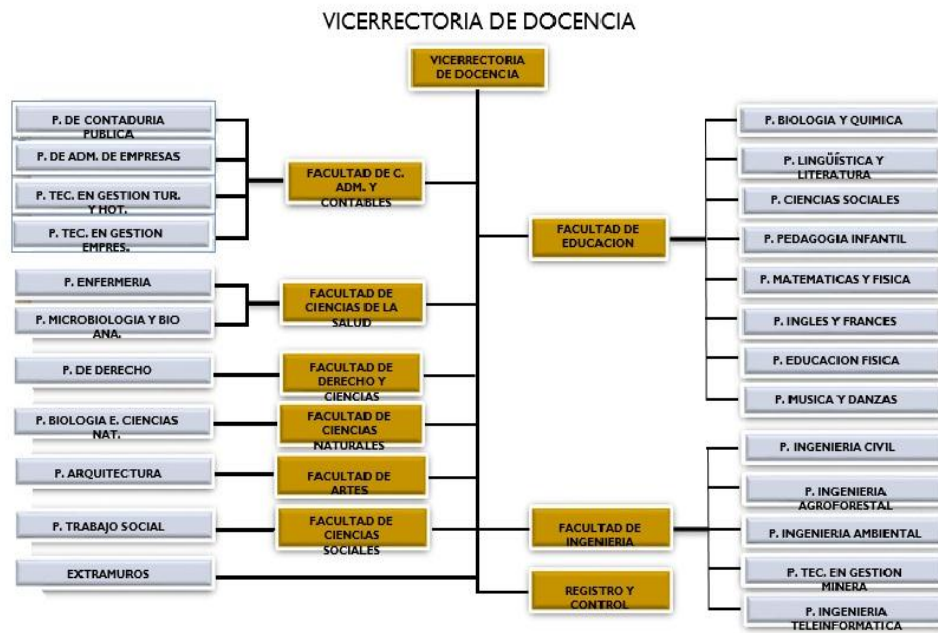 VICERRECTORIA DE DOCENCIA
VICERRECTORIA
DE DOCENCIA
P. DE CONTADURIA
PUBLICA
P. DE ADM. DE EMPRESAS
P. TEC. EN GESTION TUR.
Y HOT.
P. TEC. EN GESTION
EMPRES.
FACULTAD DE C.
ADM. Y
CONTABLES
P. ENFERMERIA
P. MICROBIOLOGIA Y BIO
ANA.
FACULTAD DE
CIENCIAS DE LA
SALUD
P. DE DERECHO
FACULTAD DE
DERECHO Y
CIENCIAS
P. BIOLOGIA E. CIENCIAS
NAT.
FACULTAD DE
CIENCIAS
NATURALES
P. ARQUITECTURA
FACULTAD DE
ARTES
P. TRABAJO SOCIAL
FACULTAD DE
CIENCIAS
SOCIALES
EXTRAMUROS
FACULTAD DE
EDUCACION
P. BIOLOGIA Y QUIMICA
P. LINGÜÍSTICA Y
LITERATURA
P. CIENCIAS SOCIALES
P. PEDAGOGIA INFANTIL
P. MATEMATICAS Y FISICA
P. INGLES Y FRANCES
P. EDUCACION FISICA
P. MUSICA Y DANZAS
FACULTAD DE
INGENIERIA
P. INGENIERIA CIVIL
P. INGENIERIA
AGROFORESTAL
P. INGENIERIA AMBIENTAL
P. TEC. EN GESTION
MINERA
P. INGENIERIA
TELEINFORMATICA
REGISTRO Y
CONTROL